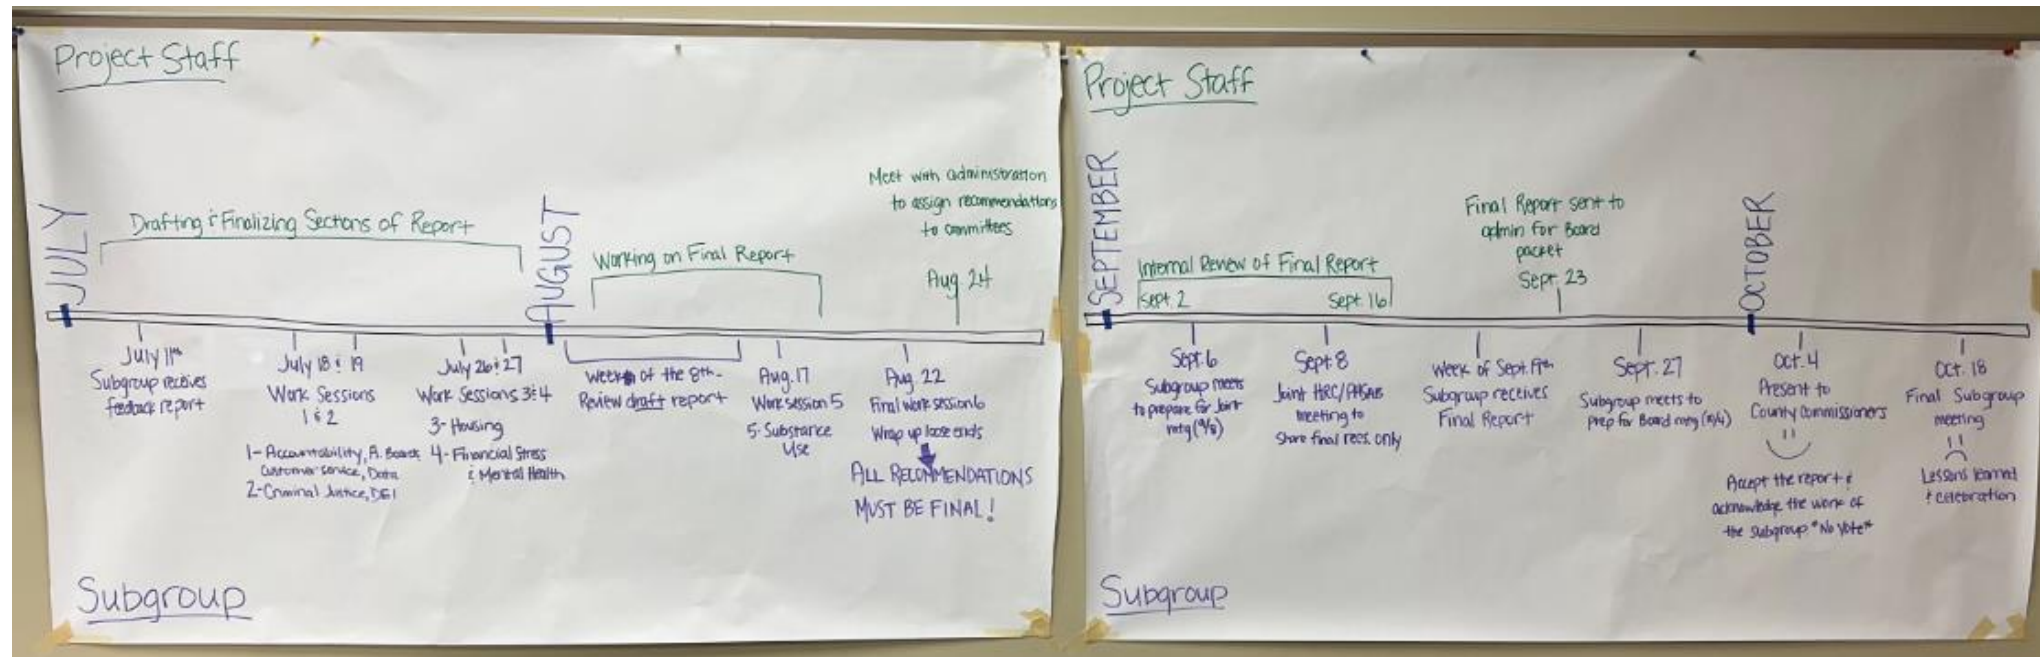 Project Staff
JULY
Drafting & Finalizing Sections of Report
AUGUST
Working on Final Report
Meet with administration
to assign recommendations
to committees
Aug. 24
July 11th
Subgroup receives
feedback report
July 18 & 19
Work Sessions
1 & 2
1- Accountability, A. Boards,
Customer service, Data
2- Criminal Justice, DEI
July 26 & 27
Work Sessions 3 & 4
3- Housing
4- Financial Stress
& Mental Health
Week of the 8th-
Review draft report
Aug. 17
Work session 5
5- Substance
Use
Aug. 22
Final work session 6
Wrap up loose ends
ALL RECOMMENDATIONS
MUST BE FINAL!
Subgroup
Project Staff
SEPTEMBER
Internal Review of Final Report
Sept. 2
Sept. 16
Final Report sent to
admin for Board
packet
Sept. 23
OCTOBER
Sept. 6
Subgroup meets
to prepare for Joint
mtg (9/8)
Sept. 8
Joint HRC/PHSAB
meeting to
Share final recs. only
Week of Sept. 19th
Subgroup receives
Final Report
Sept. 27
Subgroup meets to
prep for Board mtg (10/4)
Oct. 4
Present to
County Commissioners
Accept the report &
acknowledge the work of
the subgroup *No Vote*
Oct. 18
Final Subgroup
meeting
Lessons learned
& celebration
Subgroup